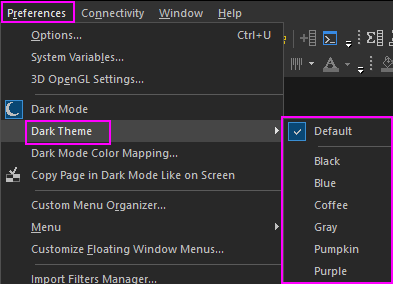 Preferences Connectivity Window Help
Options... Ctrl+U
System Variables...
3D OpenGL Settings...
Dark Mode
Dark Theme
Dark Mode Color Mapping...
Copy Page in Dark Mode Like on Screen
Custom Menu Organizer...
Menu
Customize Floating Window Menus...
Import Filters Manager...
Default
Black
Blue
Coffee
Gray
Pumpkin
Purple